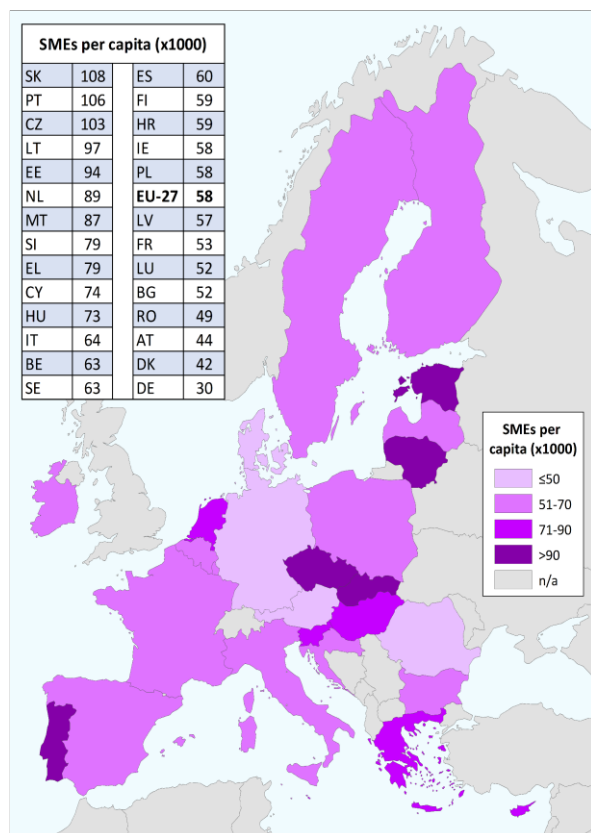 SMEs per capita (x1000)
SK 108 ES 60
PT 106 FI 59
CZ 103 HR 59
LT 97 IE 58
EE 94 PL 58
NL 89 EU-27 58
MT 87 LV 57
SI 79 FR 53
EL 79 LU 52
CY 74 BG 52
HU 73 RO 49
IT 64 AT 44
BE 63 DK 42
SE 63 DE 30
SMEs per
capita (x1000)
≤50
51-70
71-90
>90
n/a